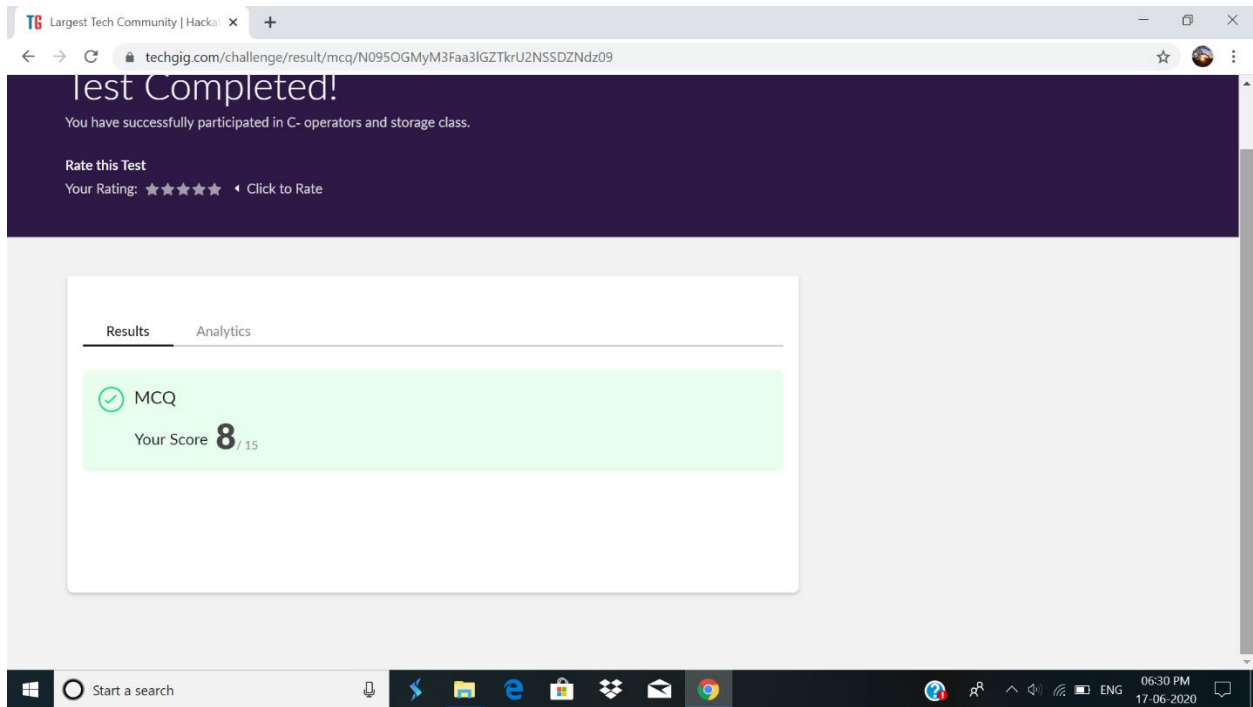 TG Largest Tech Community | Hacka
techgig.com/challenge/result/mcq/N095OGMyM3Faa3lGZTkrU2NSSDZNdz09
Test Completed!
You have successfully participated in C- operators and storage class.
Rate this Test
Your Rating: Click to Rate
Results Analytics
MCQ
Your Score 8/ 15
Start a search
ENG
06:30 PM
17-06-2020